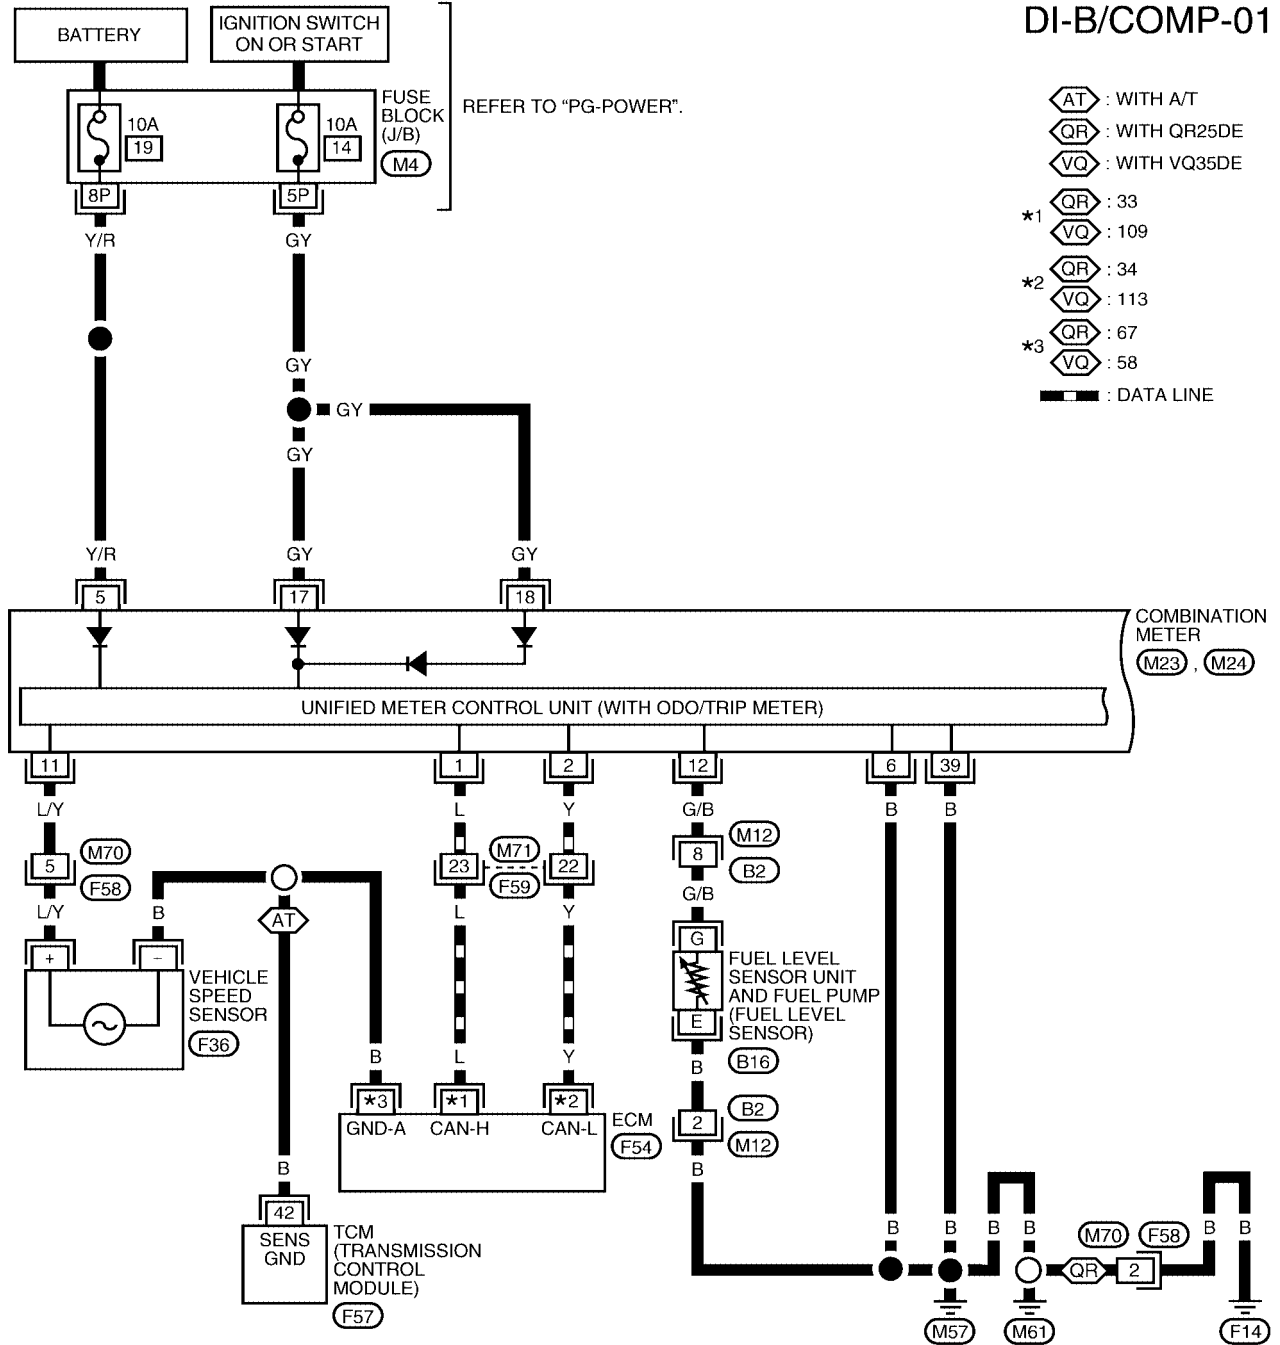 DI-B/COMP-01
BATTERY
IGNITION SWITCH
ON OR START
FUSE
BLOCK
(J/B)
M4
REFER TO “PG-POWER”.
10A
19
10A
14
8P
5P
AT : WITH A/T
QR : WITH QR25DE
VQ : WITH VQ35DE
*1
QR : 33
VQ : 109
*2
QR : 34
VQ : 113
*3
QR : 67
VQ : 58
: DATA LINE
Y/R
GY
GY
GY
GY
Y/R
GY
GY
5
17
18
COMBINATION
METER
M23 , M24
UNIFIED METER CONTROL UNIT (WITH ODO/TRIP METER)
11
1
2
12
6
39
L/Y
L
Y
G/B
B
B
5
M70
F58
23
M71
F59
22
8
M12
B2
L/Y
B
AT
L
Y
G/B
+
–
G
VEHICLE
SPEED
SENSOR
F36
FUEL LEVEL
SENSOR UNIT
AND FUEL PUMP
(FUEL LEVEL
SENSOR)
B16
E
B
L
Y
B
*3
*1
*2
GND-A
CAN-H
CAN-L
ECM
F54
2
B2
M12
B
B
42
SENS
GND
TCM
(TRANSMISSION
CONTROL
MODULE)
F57
B
B
B
B
M70
F58
B
B
QR
2
M57
M61
F14